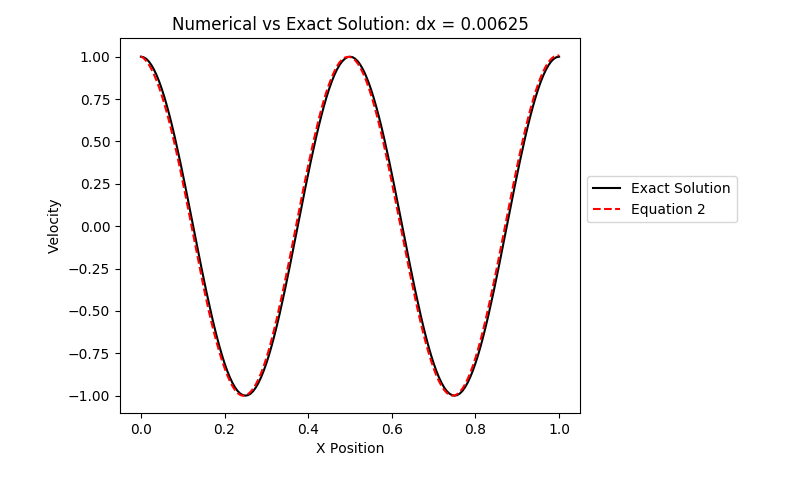 Numerical vs Exact Solution: dx = 0.00625
1.00
0.75
0.50
0.25
0.00
−0.25
−0.50
−0.75
−1.00
Velocity
0.0 0.2 0.4 0.6 0.8 1.0
X Position
Exact Solution
Equation 2